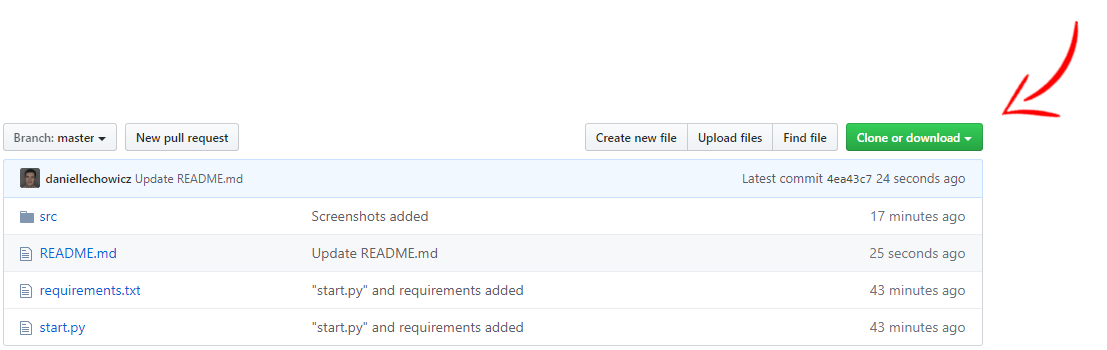 Branch: master New pull request Create new file Upload files Find file Clone or download
daniellechowicz Update README.md Latest commit 4ea43c7 24 seconds ago
src Screenshots added 17 minutes ago
README.md Update README.md 25 seconds ago
requirements.txt "start.py" and requirements added 43 minutes ago
start.py "start.py" and requirements added 43 minutes ago